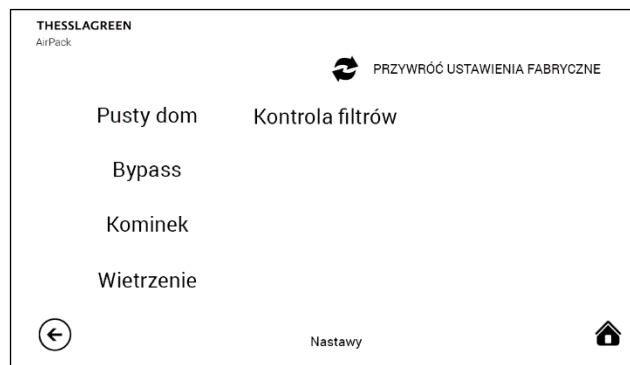 THESSLAGREEN
AirPack
PRZYWRÓĆ USTAWIENIA FABRYCZNE
Pusty dom
Kontrola filtrów
Bypass
Kominek
Wietrzenie
Nastawy